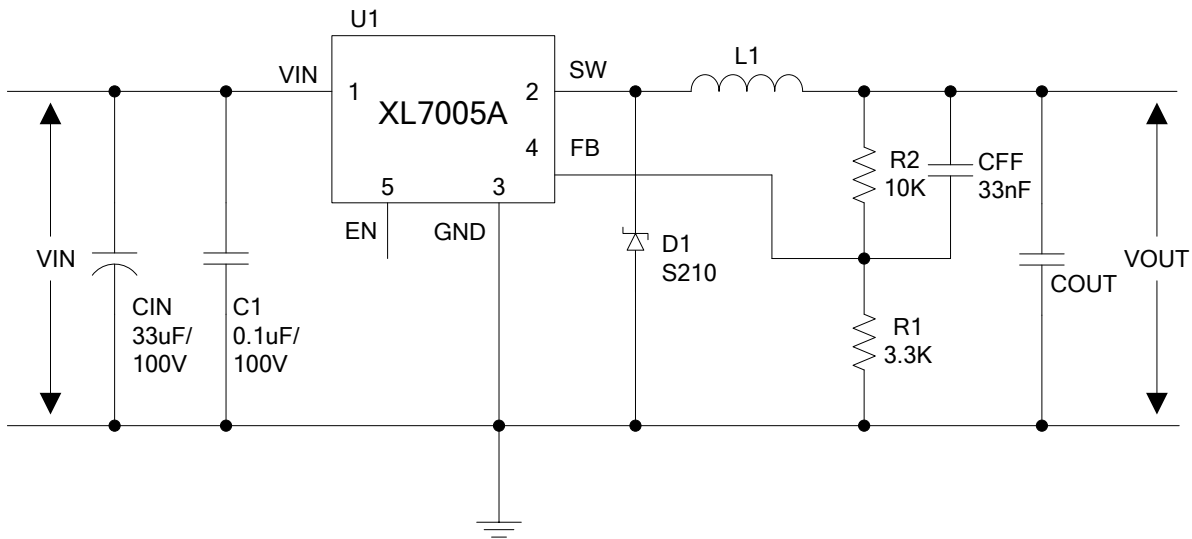 U1
VIN
1
XL7005A
2
SW
4
FB
5
3
EN
GND
L1
R2
10K
CFF
33nF
VIN
CIN
33uF/
100V
C1
0.1uF/
100V
D1
S210
R1
3.3K
COUT
VOUT